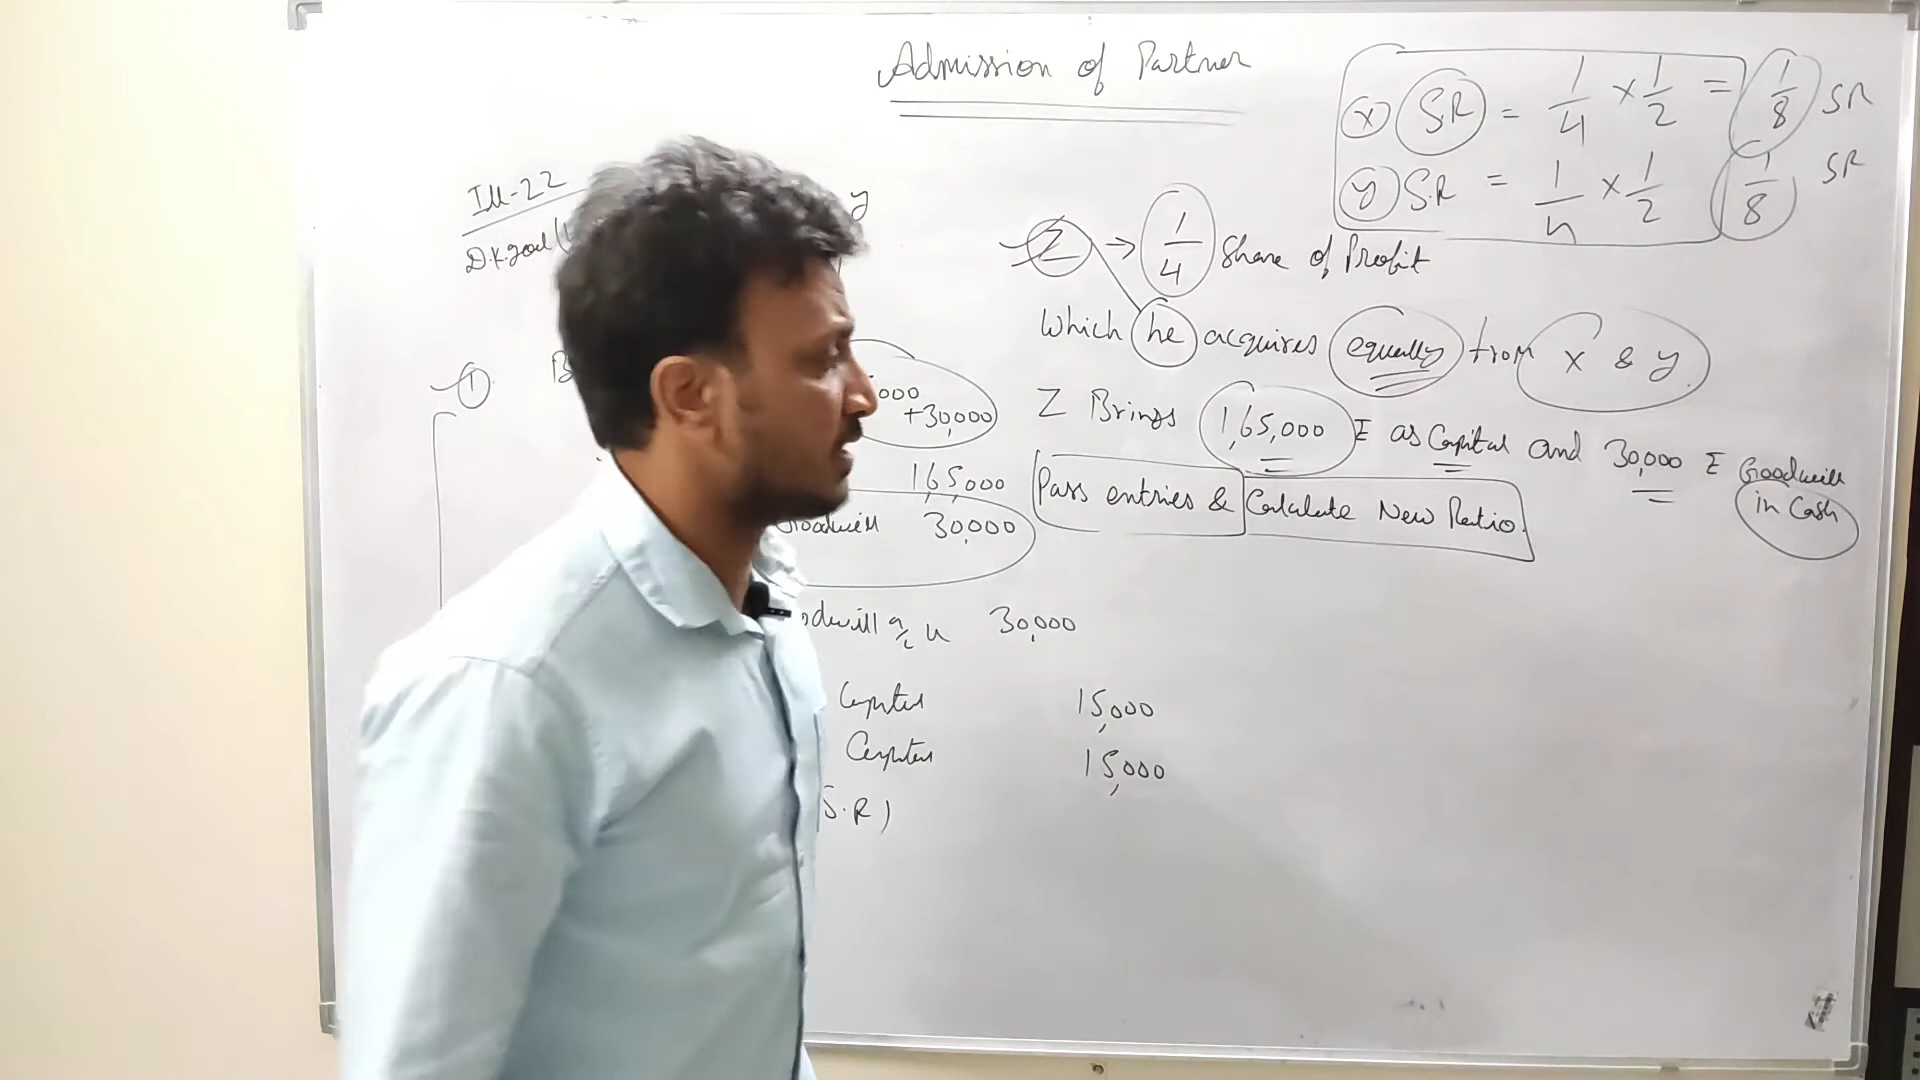 Admission of Partner
Ill-22
D.K. Goel
y
①
000
+30,000
1,65,000
Goodwill 30,000
odwill a/c 30,000
Capital 15,000
Capital 15,000
S.R)
x SR = 1/4 × 1/2 = 1/8 SR
y S.R = 1/4 × 1/2 1/8 SR
Z → 1/4 Share of Profit
Which he acquires equally from x & y.
Z Brings 1,65,000 as Capital and 30,000 Goodwill
in Cash
Pass entries & Calculate New Ratio.